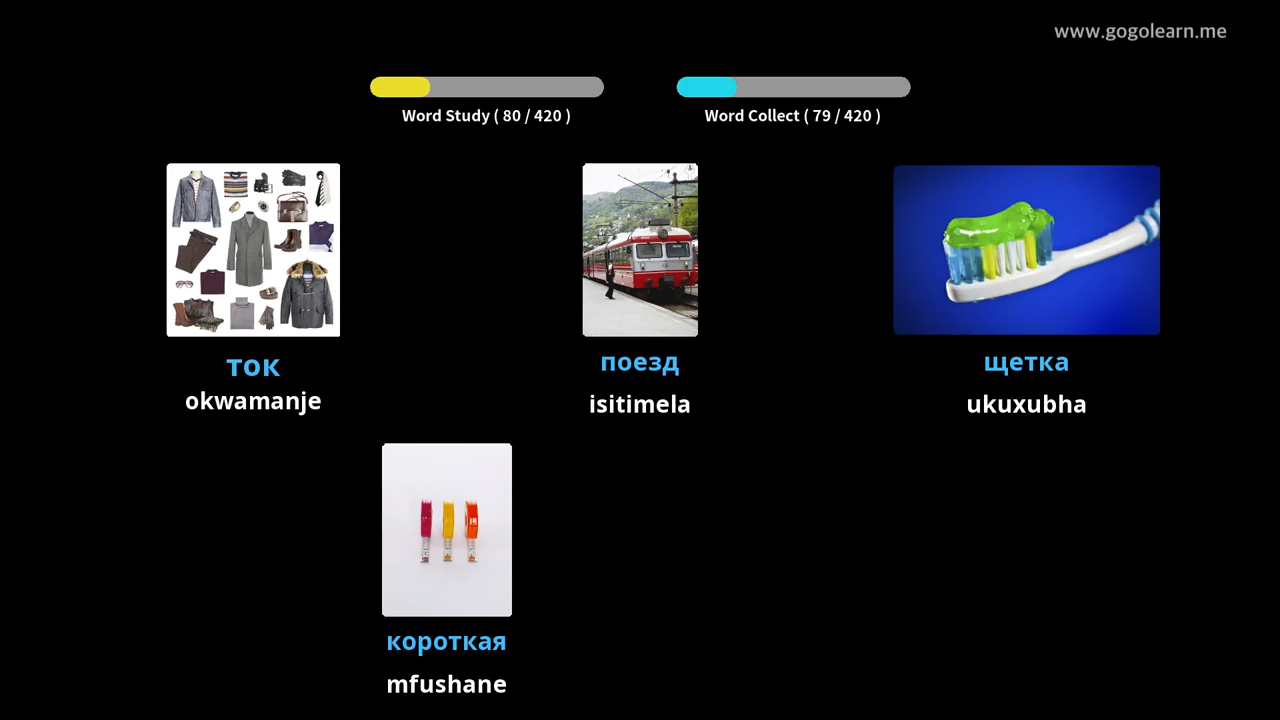 www.gogolearn.me
Word Study ( 80 / 420 )
Word Collect ( 79 / 420 )
ток
okwamanje
поезд
isitimela
щетка
ukuxubha
короткая
mfushane